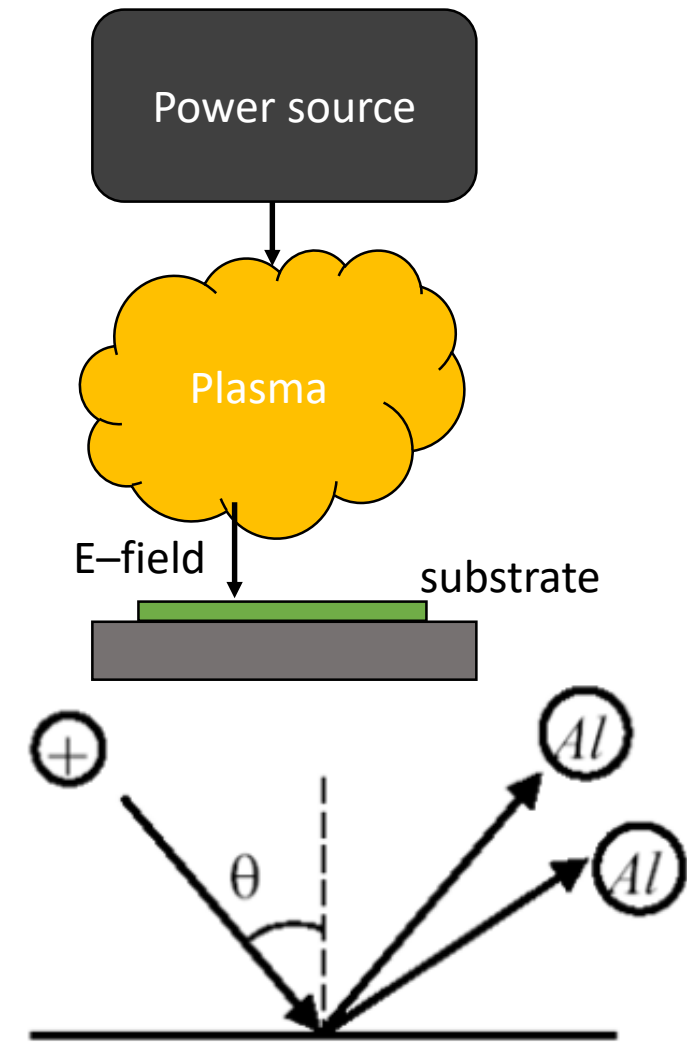 Power source
Plasma
E–field
substrate
+
Al
θ
Al